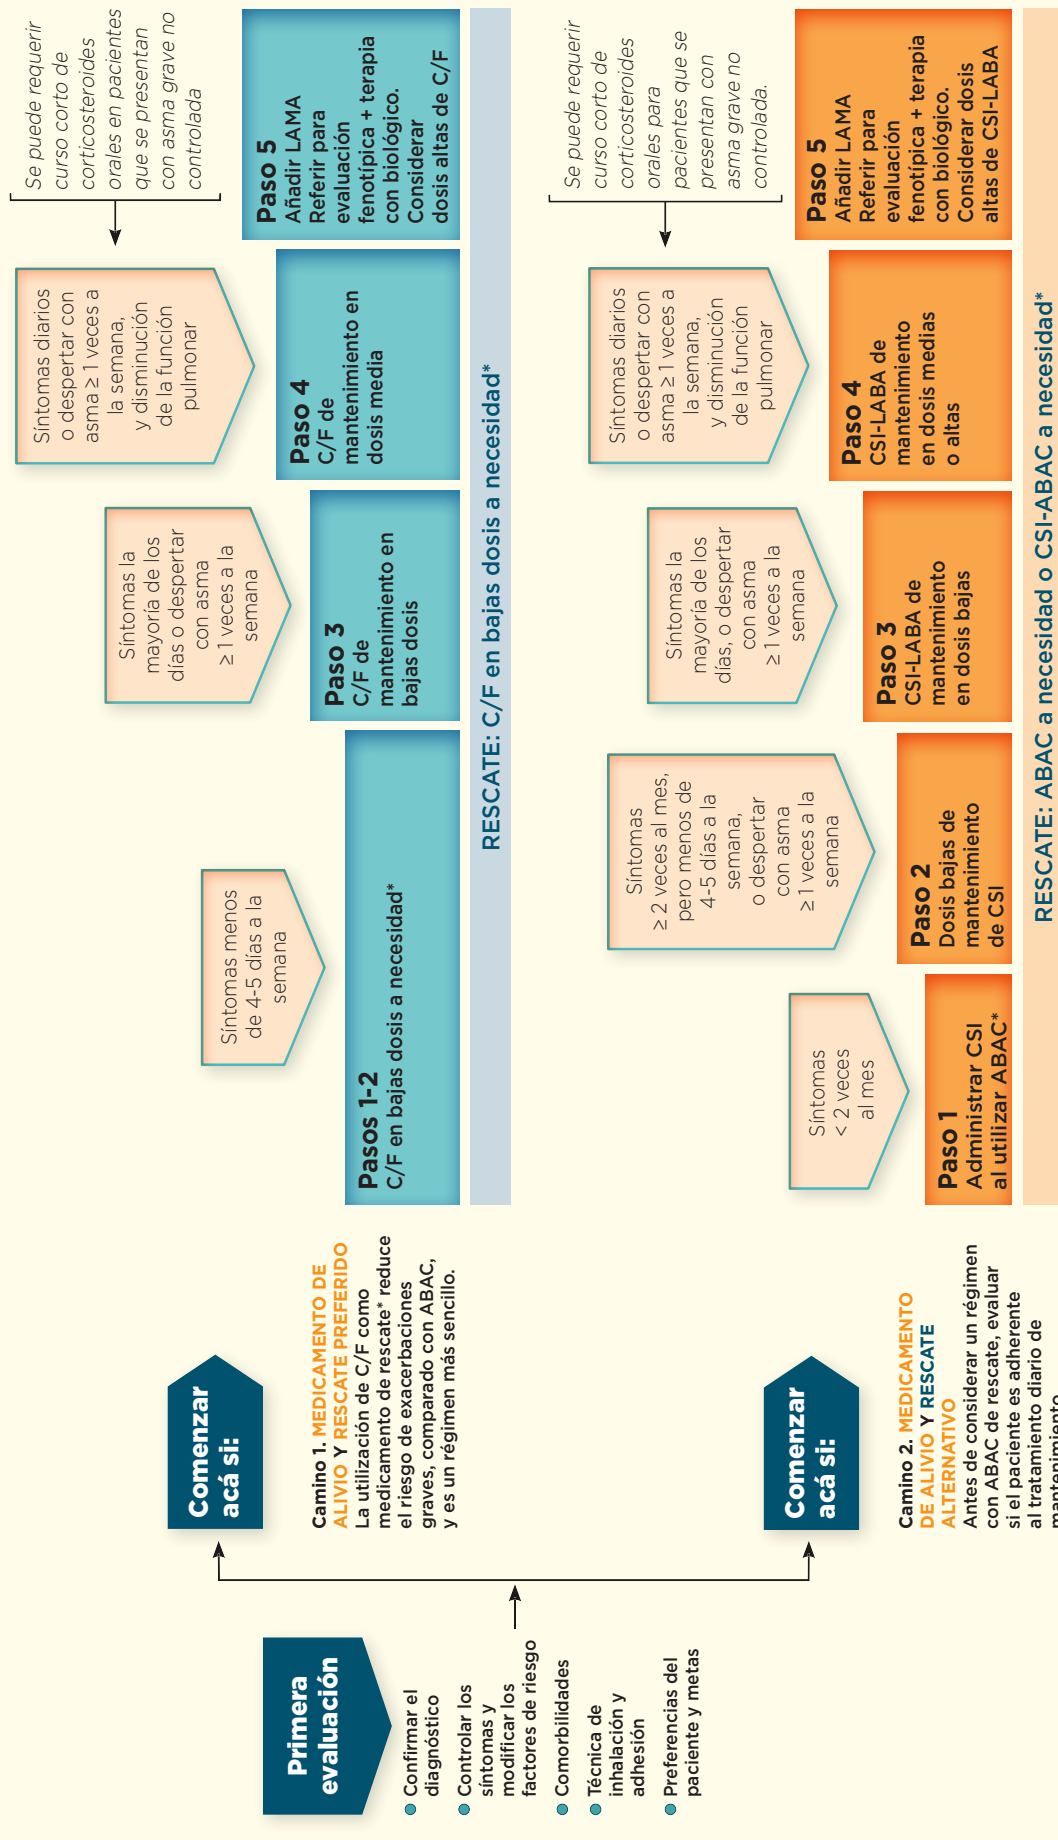 Primera
evaluación
Confirmar el
diagnóstico
Controlar los
síntomas y
modificar los
factores de riesgo
Comorbilidades
Técnica de
inhalación y
adhesión
Preferencias del
paciente y metas
Comenzar
acá si:
Camino 1. MEDICAMENTO DE
ALIVIO Y RESCATE PREFERIDO
La utilización de C/F como
medicamento de rescate* reduce
el riesgo de exacerbaciones
graves, comparado con ABAC,
y es un régimen más sencillo.
Síntomas menos
de 4-5 días a la
semana
Pasos 1-2
C/F en bajas dosis a necesidad*
Síntomas la
mayoría de los
días o despertar
con asma
≥ 1 veces a la
semana
Paso 3
C/F de
mantenimiento en
bajas dosis
Síntomas diarios
o despertar con
asma ≥ 1 veces a
la semana,
y disminución
de la función
pulmonar
Paso 4
C/F de
mantenimiento en
dosis media
Se puede requerir
curso corto de
corticosteroides
orales en pacientes
que se presentan
con asma grave no
controlada
Paso 5
Añadir LAMA
Referir para
evaluación
fenotípica + terapia
con biológico.
Considerar
dosis altas de C/F
RESCATE: C/F en bajas dosis a necesidad*
Comenzar
acá si:
Camino 2. MEDICAMENTO
DE ALIVIO Y RESCATE
ALTERNATIVO
Antes de considerar un régimen
con ABAC de rescate, evaluar
si el paciente es adherente
al tratamiento diario de
mantenimiento
Síntomas
< 2 veces
al mes
Paso 1
Administrar CSI
al utilizar ABAC*
Síntomas
≥ 2 veces al mes,
pero menos de
4-5 días a la
semana,
o despertar
con asma
≥ 1 veces a la
semana
Paso 2
Dosis bajas de
mantenimiento
de CSI
Síntomas la
mayoría de los
días, o despertar
con asma
≥ 1 veces a la
semana
Paso 3
CSI-LABA de
mantenimiento
en dosis bajas
Síntomas diarios
o despertar con
asma ≥ 1 veces a
la semana,
y disminución
de la función
pulmonar
Paso 4
CSI-LABA de
mantenimiento
en dosis medias
o altas
Se puede requerir
curso corto de
corticosteroides
orales para
pacientes que se
presentan con
asma grave no
controlada.
Paso 5
Añadir LAMA
Referir para
evaluación
fenotípica + terapia
con biológico.
Considerar dosis
altas de CSI-LABA
RESCATE: ABAC a necesidad o CSI-ABAC a necesidad*